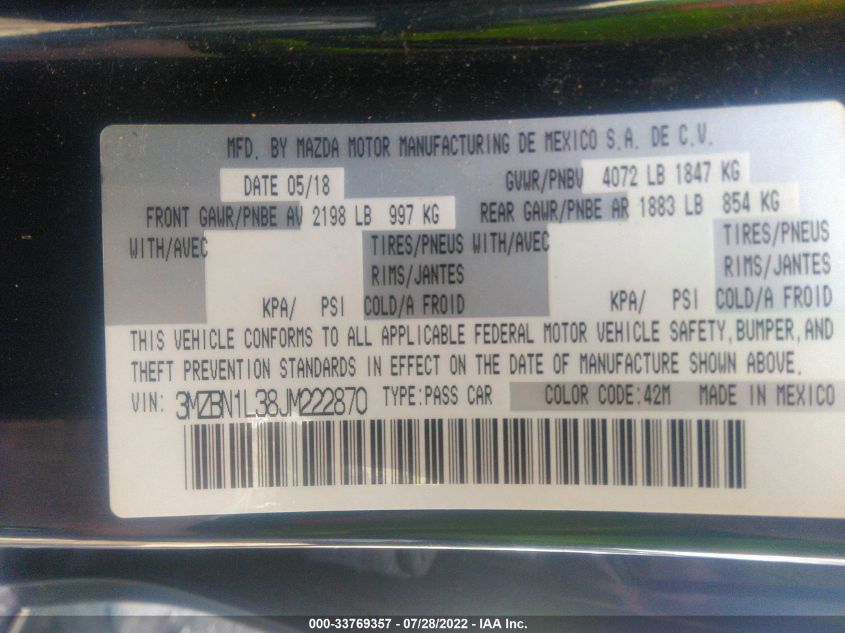 MFD. BY MAZDA MOTOR MANUFACTURING DE MEXICO S.A. DE C.V.
DATE 05/18 GVWR/PNBV 4072 LB 1847 KG
FRONT GAWR/PNBE AV 2198 LB 997 KG REAR GAWR/PNBE AR 1883 LB 854 KG
WITH/AVEC TIRES/PNEUS WITH/AVEC TIRES/PNEUS
RIMS/JANTES RIMS/JANTES
KPA/ PSI COLD/A FROID KPA/ PSI COLD/A FROID
THIS VEHICLE CONFORMS TO ALL APPLICABLE FEDERAL MOTOR VEHICLE SAFETY, BUMPER, AND
THEFT PREVENTION STANDARDS IN EFFECT ON THE DATE OF MANUFACTURE SHOWN ABOVE.
VIN: 3MZBN1L38JM222870 TYPE:PASS CAR COLOR CODE:42M MADE IN MEXICO
000-33769357 - 07/28/2022 - IAA Inc.